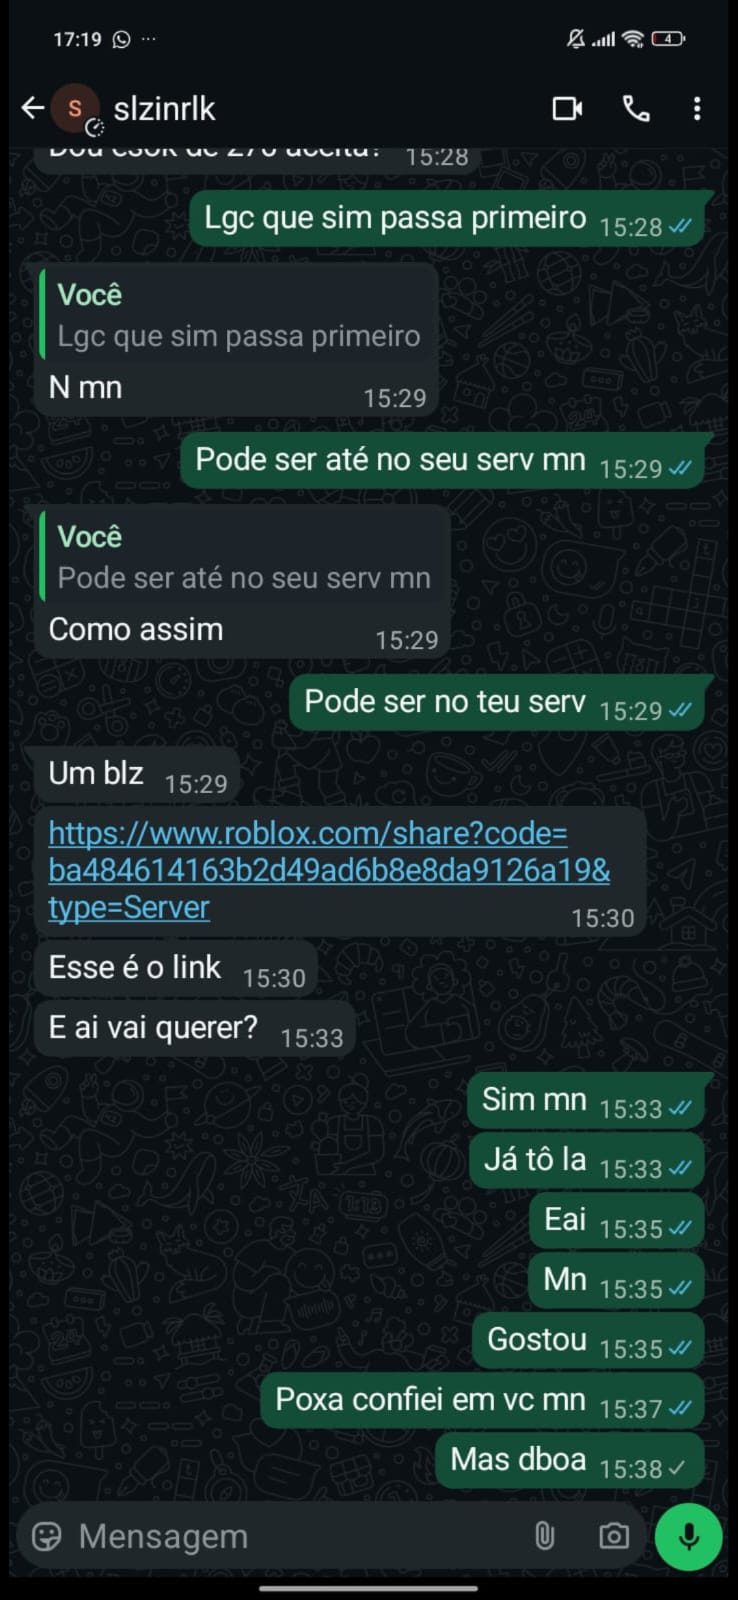 17:19
4
S slzinrlk
15:28
Lgc que sim passa primeiro 15:28
Você
Lgc que sim passa primeiro
N mn 15:29
Pode ser até no seu serv mn 15:29
Você
Pode ser até no seu serv mn
Como assim 15:29
Pode ser no teu serv 15:29
Um blz 15:29
https://www.roblox.com/share?code=
ba484614163b2d49ad6b8e8da9126a19&
type=Server
15:30
Esse é o link 15:30
E ai vai querer? 15:33
Sim mn 15:33
Já tô la 15:33
Eai 15:35
Mn 15:35
Gostou 15:35
Poxa confiei em vc mn 15:37
Mas dboa 15:38
Mensagem